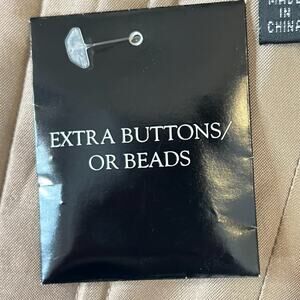 MADE
IN
CHINA
EXTRA BUTTONS/
OR BEADS